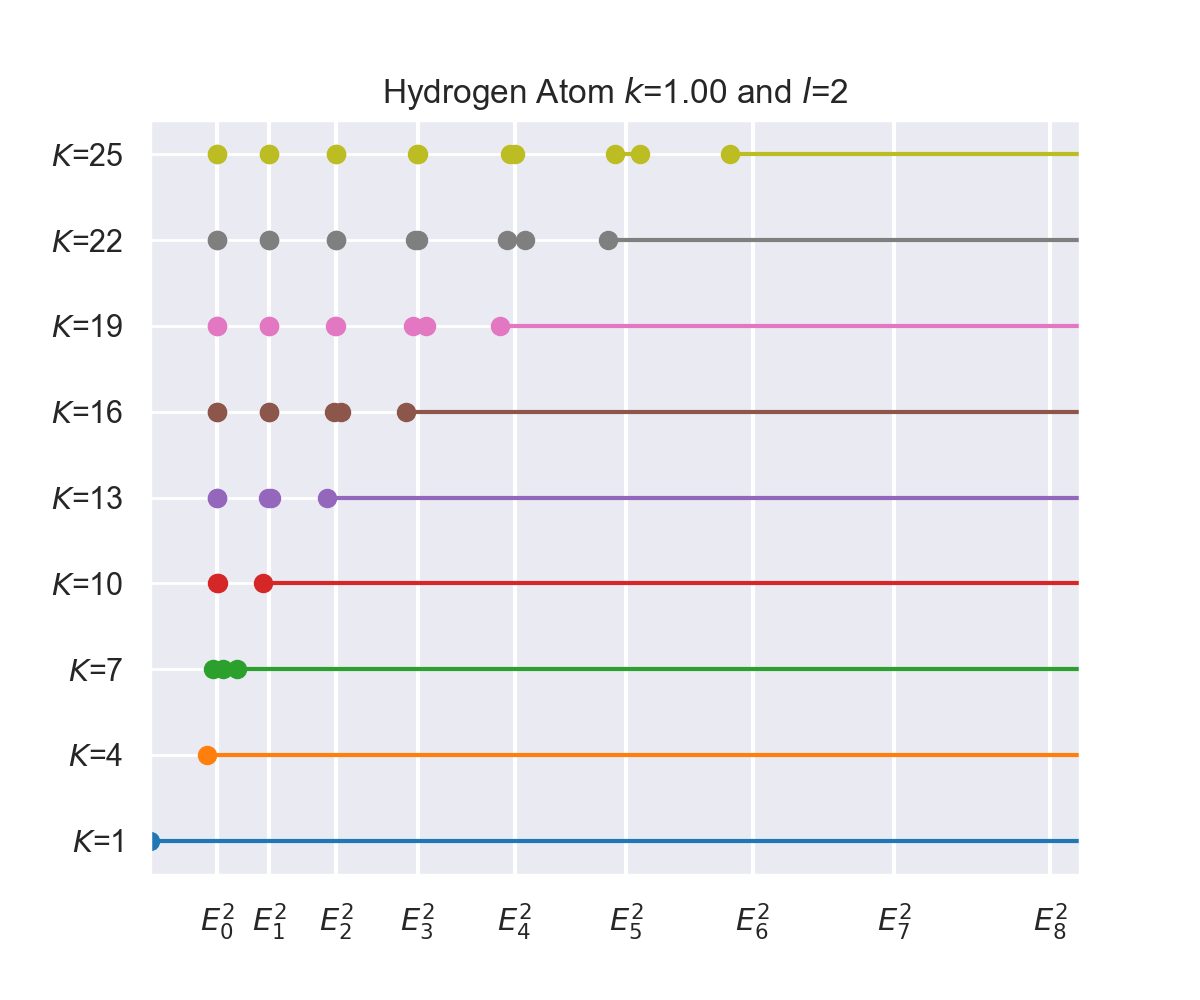 Hydrogen Atom k=1.00 and l=2
K=25
K=22
K=19
K=16
K=13
K=10
K=7
K=4
K=1
$E_0^2$ $E_1^2$ $E_2^2$ $E_3^2$ $E_4^2$ $E_5^2$ $E_6^2$ $E_7^2$ $E_8^2$